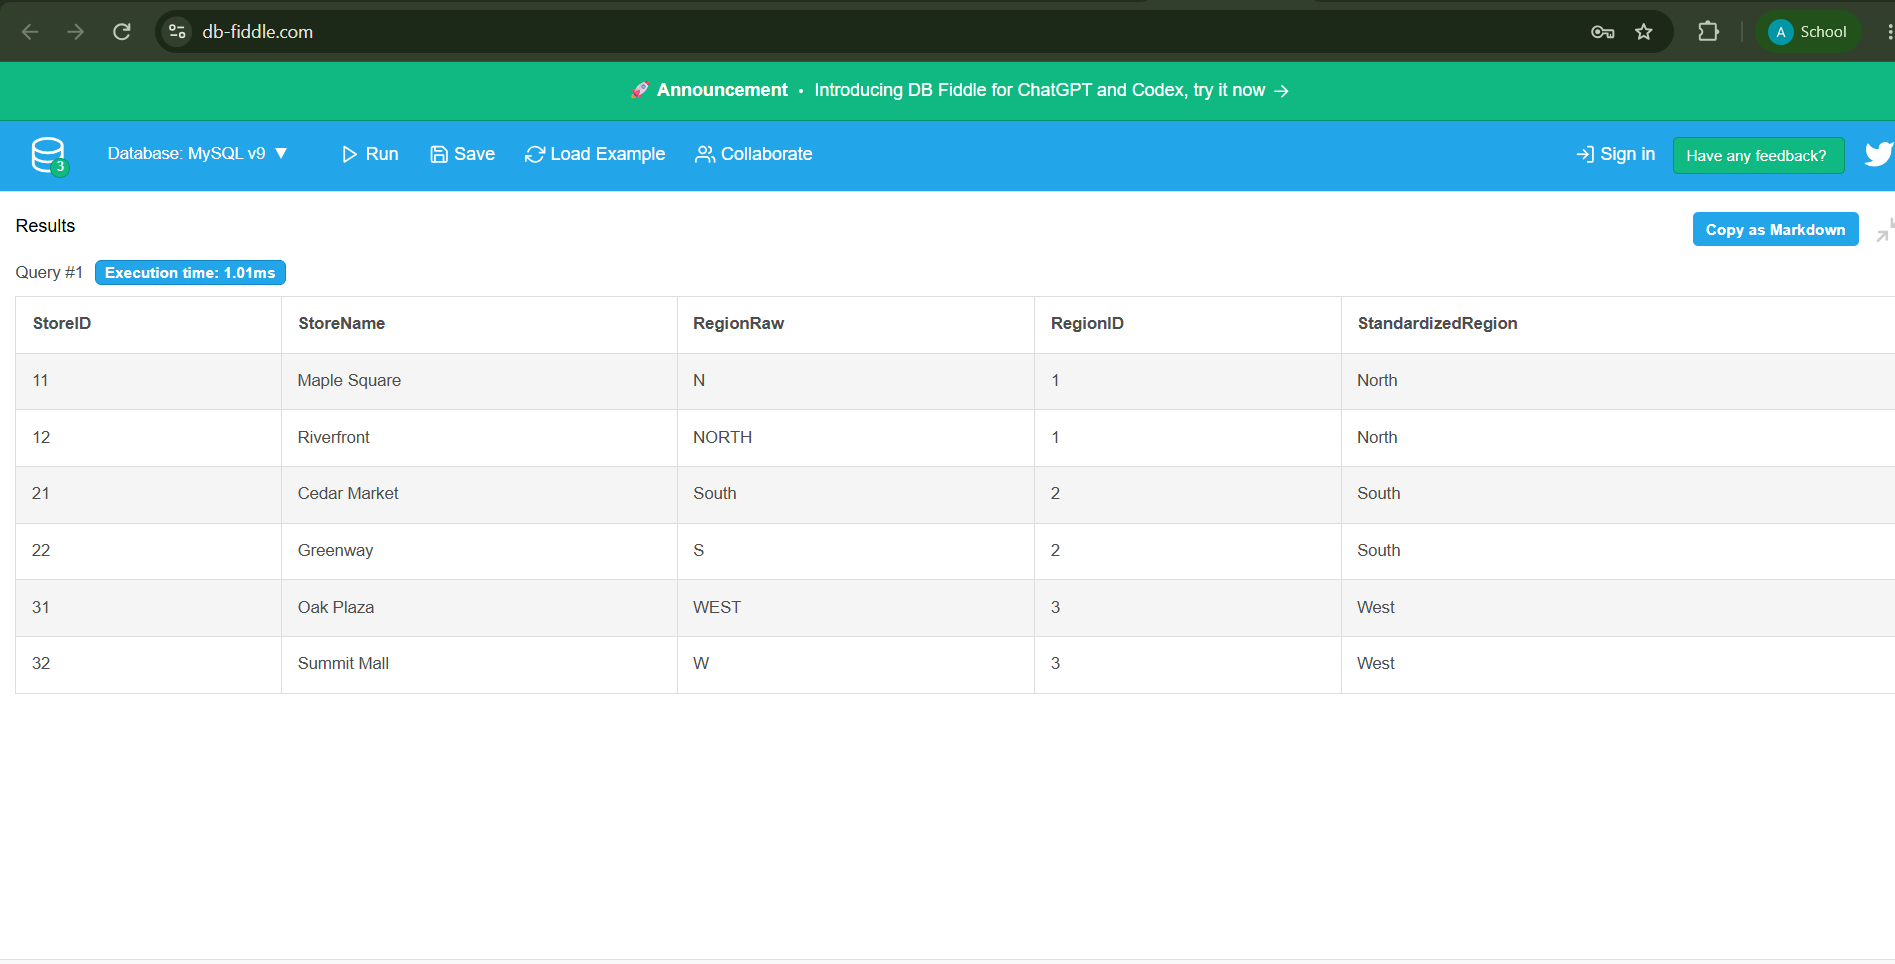 db-fiddle.com
A School
🚀 Announcement • Introducing DB Fiddle for ChatGPT and Codex, try it now →
3 Database: MySQL v9 ▼ Run Save Load Example Collaborate Sign in Have any feedback?
Results Copy as Markdown
Query #1 Execution time: 1.01ms
StoreID StoreName RegionRaw RegionID StandardizedRegion
11 Maple Square N 1 North
12 Riverfront NORTH 1 North
21 Cedar Market South 2 South
22 Greenway S 2 South
31 Oak Plaza WEST 3 West
32 Summit Mall W 3 West